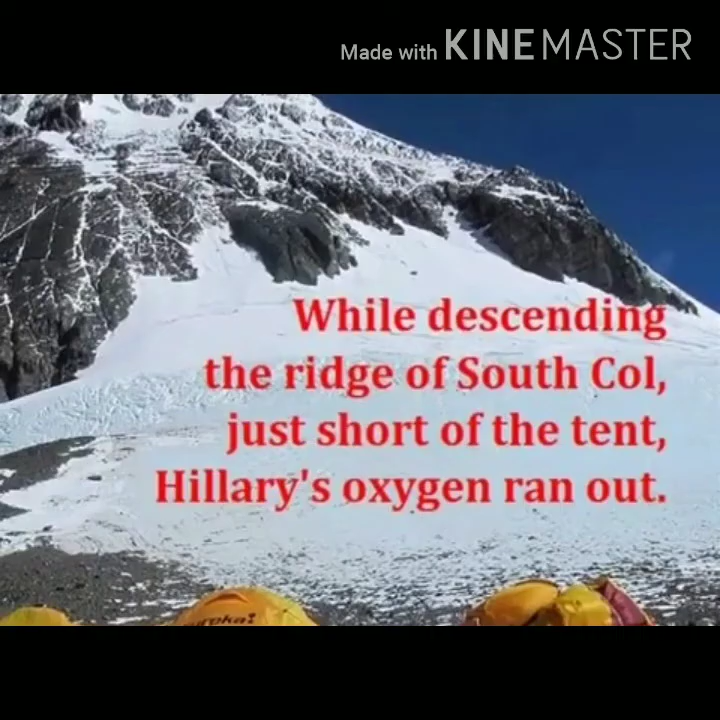 Made with KINEMASTER
While descending
the ridge of South Col,
just short of the tent,
Hillary's oxygen ran out.